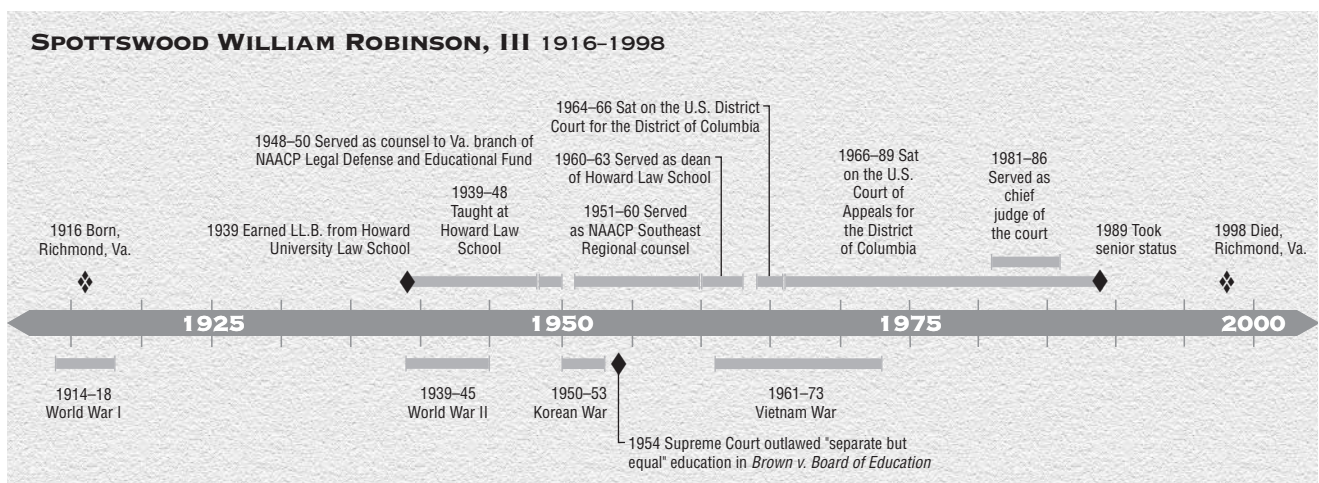 SPOTTSWOOD WILLIAM ROBINSON, III 1916–1998
1964–66 Sat on the U.S. District
Court for the District of Columbia
1948–50 Served as counsel to Va. branch of
NAACP Legal Defense and Educational Fund
1960–63 Served as dean
of Howard Law School
1966–89 Sat
on the U.S.
Court of
Appeals for
the District
of Columbia
1981–86
Served as
chief
judge of
the court
1939–48
Taught at
Howard Law
School
1951–60 Served
as NAACP Southeast
Regional counsel
1916 Born,
Richmond, Va.
1939 Earned LL.B. from Howard
University Law School
1989 Took
senior status
1998 Died,
Richmond, Va.
1925
1950
1975
2000
1914–18
World War I
1939–45
World War II
1950–53
Korean War
1961–73
Vietnam War
1954 Supreme Court outlawed "separate but
equal" education in Brown v. Board of Education